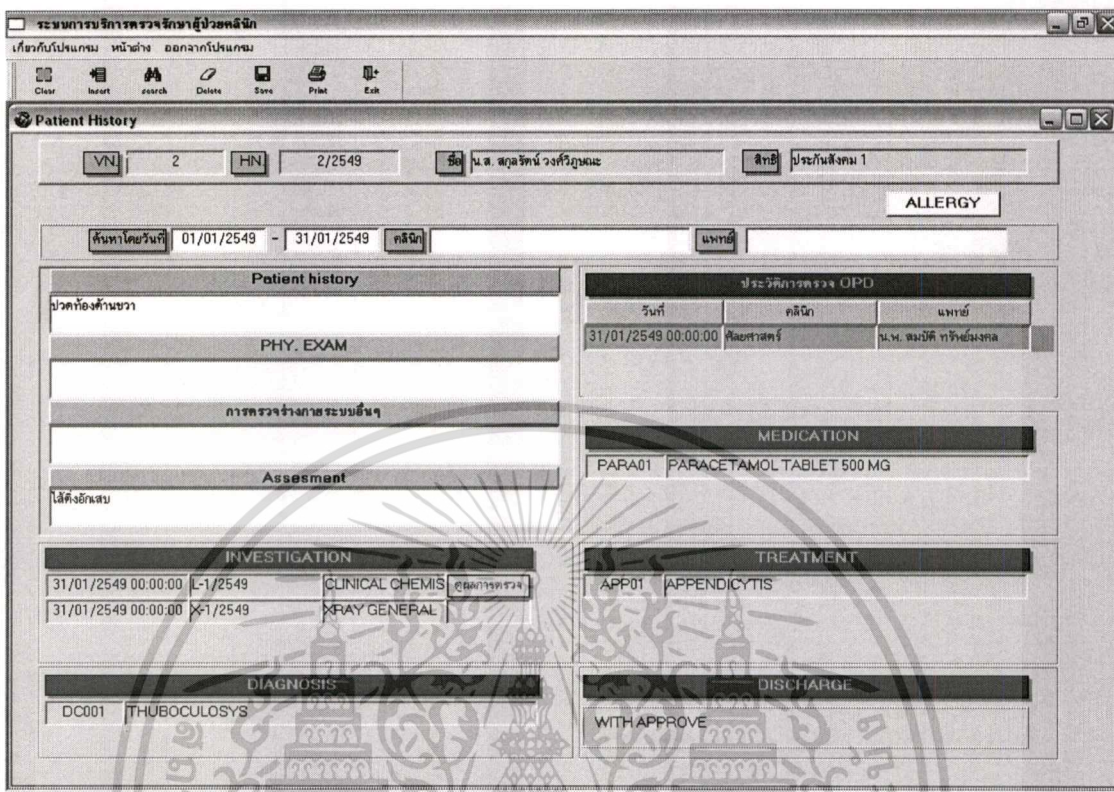 ระบบการบริการตรวจรักษาผู้ป่วยคลินิก
เกี่ยวกับโปรแกรม หน้าต่าง ออกจากโปรแกรม
Clear Insert search Delete Save Print Exit
Patient History
VN. 2 HN 2/2549 ชื่อ น.ส. สกุลรัตน์ วงศ์วิภูษณะ สิทธิ ประกันสังคม 1
ALLERGY
ค้นหาโดยวันที่ 01/01/2549 - 31/01/2549 คลินิก แพทย์
Patient history
ปวดท้องด้านขวา
PHY. EXAM
การตรวจร่างกายระบบอื่นๆ
Assesment
ไส้ติ่งอักเสบ
ประวัติการตรวจ OPD
วันที่ คลินิก แพทย์
31/01/2549 00:00:00 ศัลยศาสตร์ น.พ. สมบัติ ทรัพย์มงคล
MEDICATION
PARA01 PARACETAMOL TABLET 500 MG
INVESTIGATION
31/01/2549 00:00:00 L-1/2549 CLINICAL CHEMIS ดูผลการตรวจ
31/01/2549 00:00:00 X-1/2549 XRAY GENERAL
TREATMENT
APP01 APPENDICYTIS
DIAGNOSIS
DC001 THUBOCULOSYS
DISCHARGE
WITH APPROVE